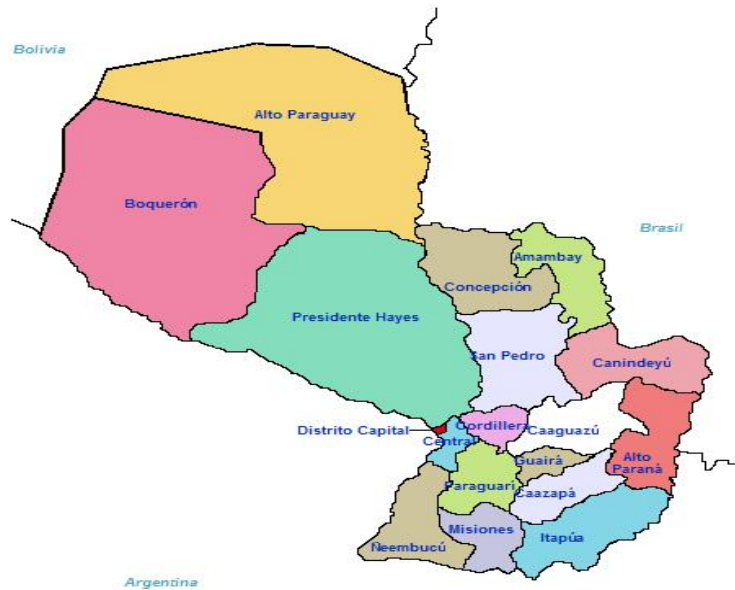 Bolivia
Alto Paraguay
Boquerón
Brasil
Amambay
Concepción
Presidente Hayes
San Pedro
Canindeyú
Distrito Capital
Cordillera
Caaguazú
Central
Guairá
Alto
Paraná
Paraguarí
Caazapá
Misiones
Itapúa
Ñeembucú
Argentina